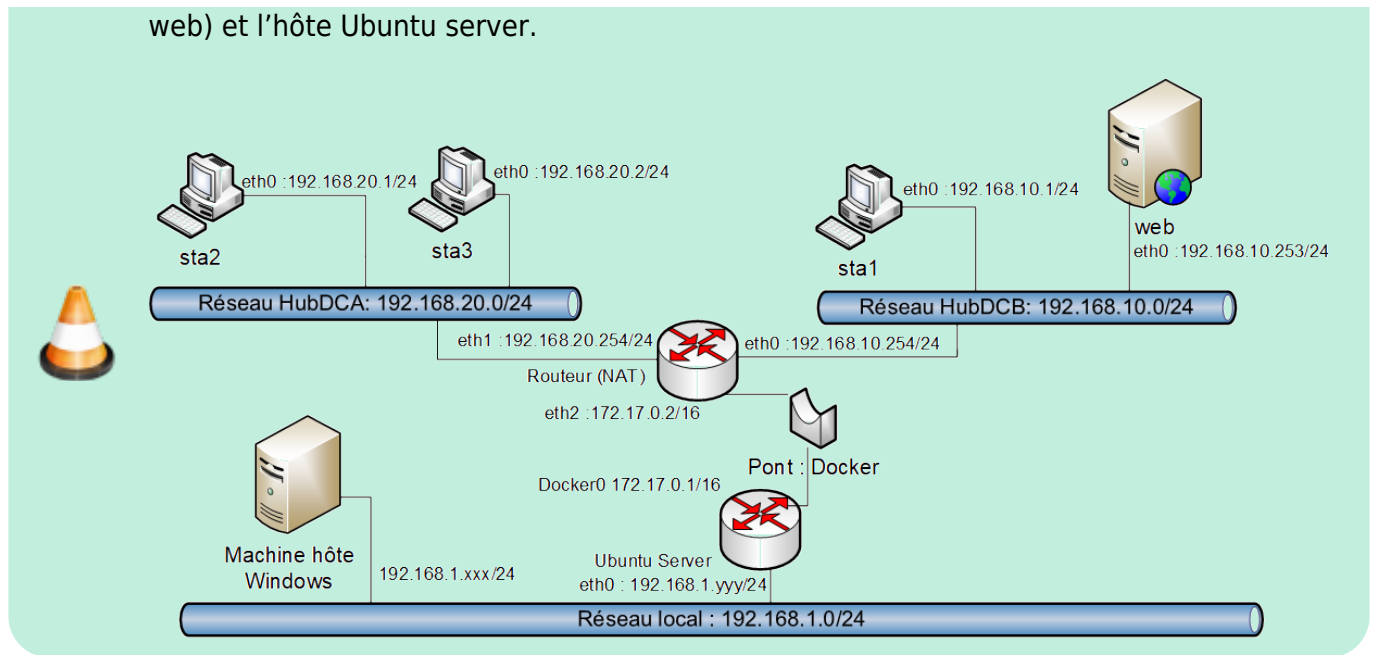 web) et l’hôte Ubuntu server.
eth0 :192.168.20.1/24
eth0 :192.168.20.2/24
eth0 :192.168.10.1/24
sta2
sta3
sta1
web
eth0 :192.168.10.253/24
Réseau HubDCA: 192.168.20.0/24
Réseau HubDCB: 192.168.10.0/24
eth1 :192.168.20.254/24
eth0 :192.168.10.254/24
Routeur (NAT)
eth2 :172.17.0.2/16
Pont : Docker
Docker0 172.17.0.1/16
Machine hôte
Windows
192.168.1.xxx/24
Ubuntu Server
eth0 : 192.168.1.yyy/24
Réseau local : 192.168.1.0/24